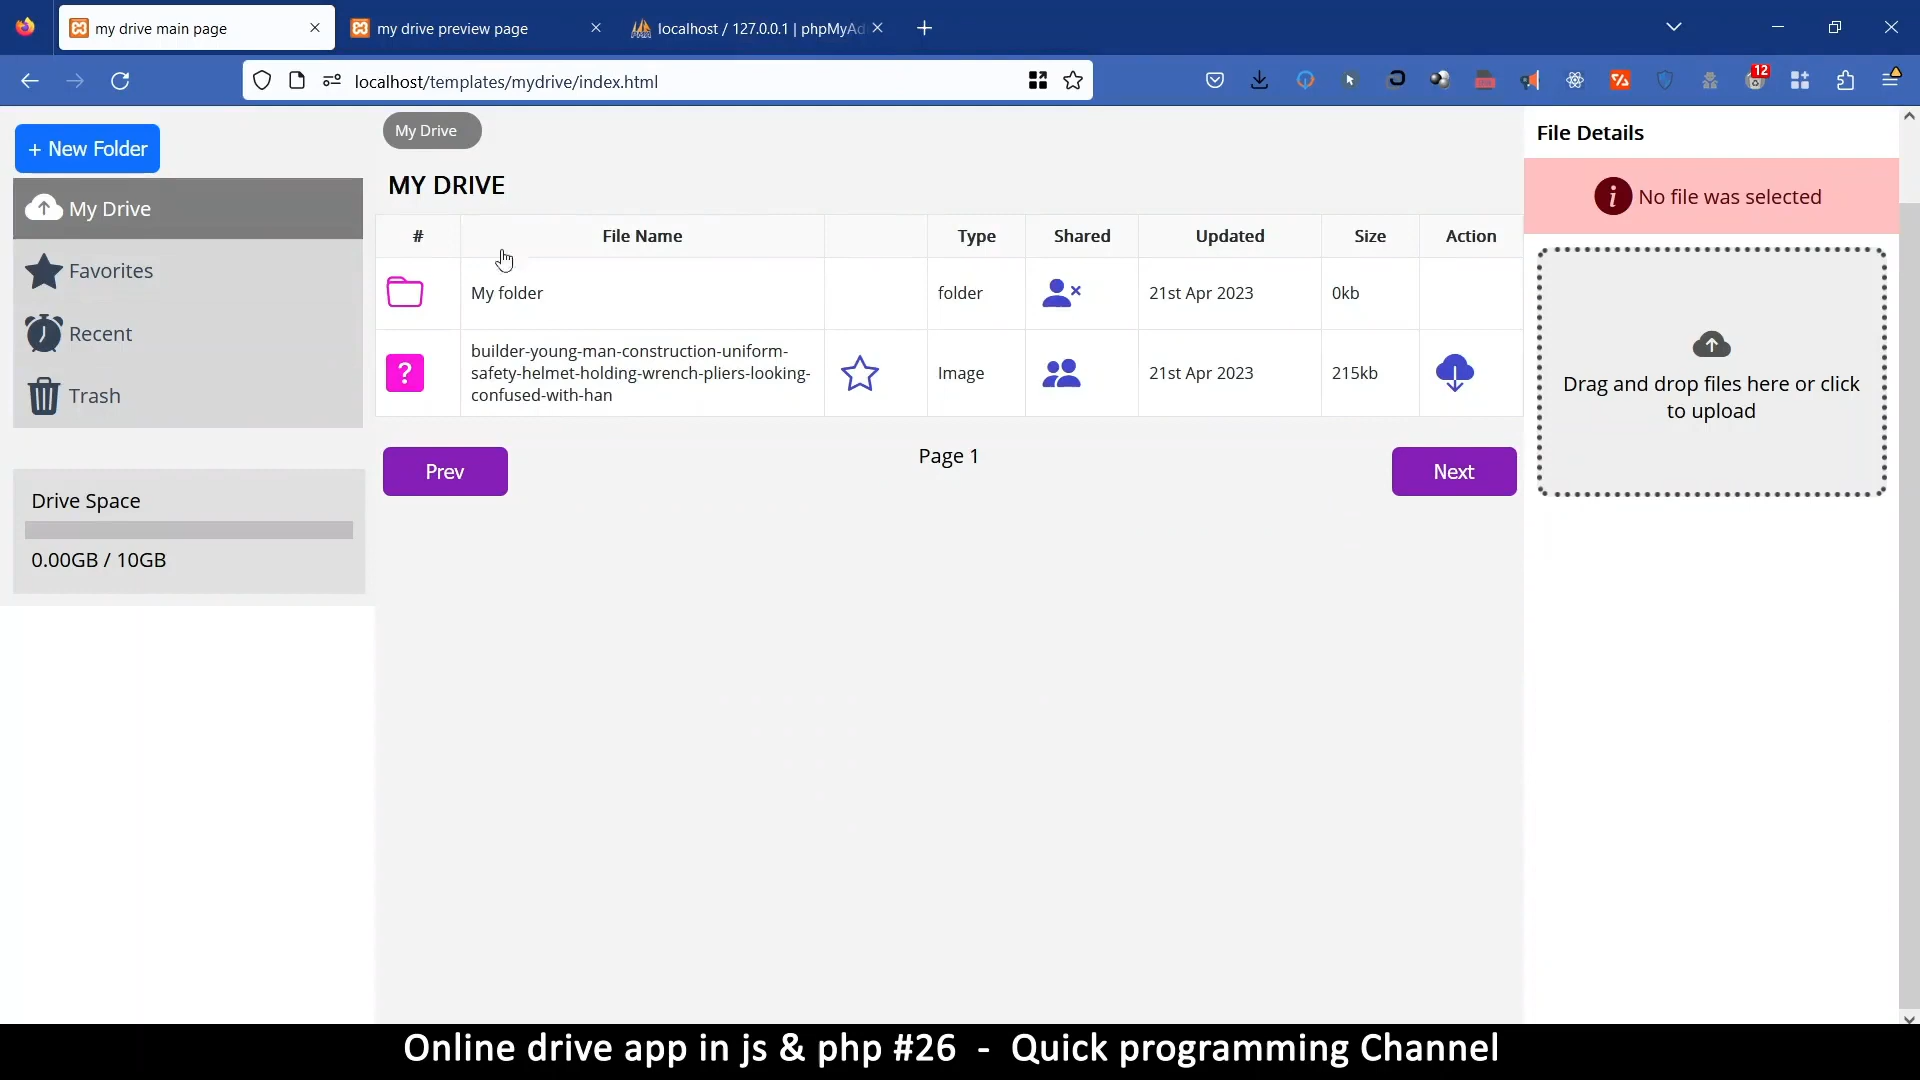 my drive main page
my drive preview page
localhost / 127.0.0.1 | phpMyAd
localhost/templates/mydrive/index.html
12
+ New Folder
My Drive
Favorites
Recent
Trash
Drive Space
0.00GB / 10GB
My Drive
MY DRIVE
# File Name Type Shared Updated Size Action
My folder folder 21st Apr 2023 0kb
builder-young-man-construction-uniform-
safety-helmet-holding-wrench-pliers-looking-
confused-with-han
Image 21st Apr 2023 215kb
Prev Page 1 Next
File Details
No file was selected
Drag and drop files here or click
to upload
Online drive app in js & php #26 - Quick programming Channel